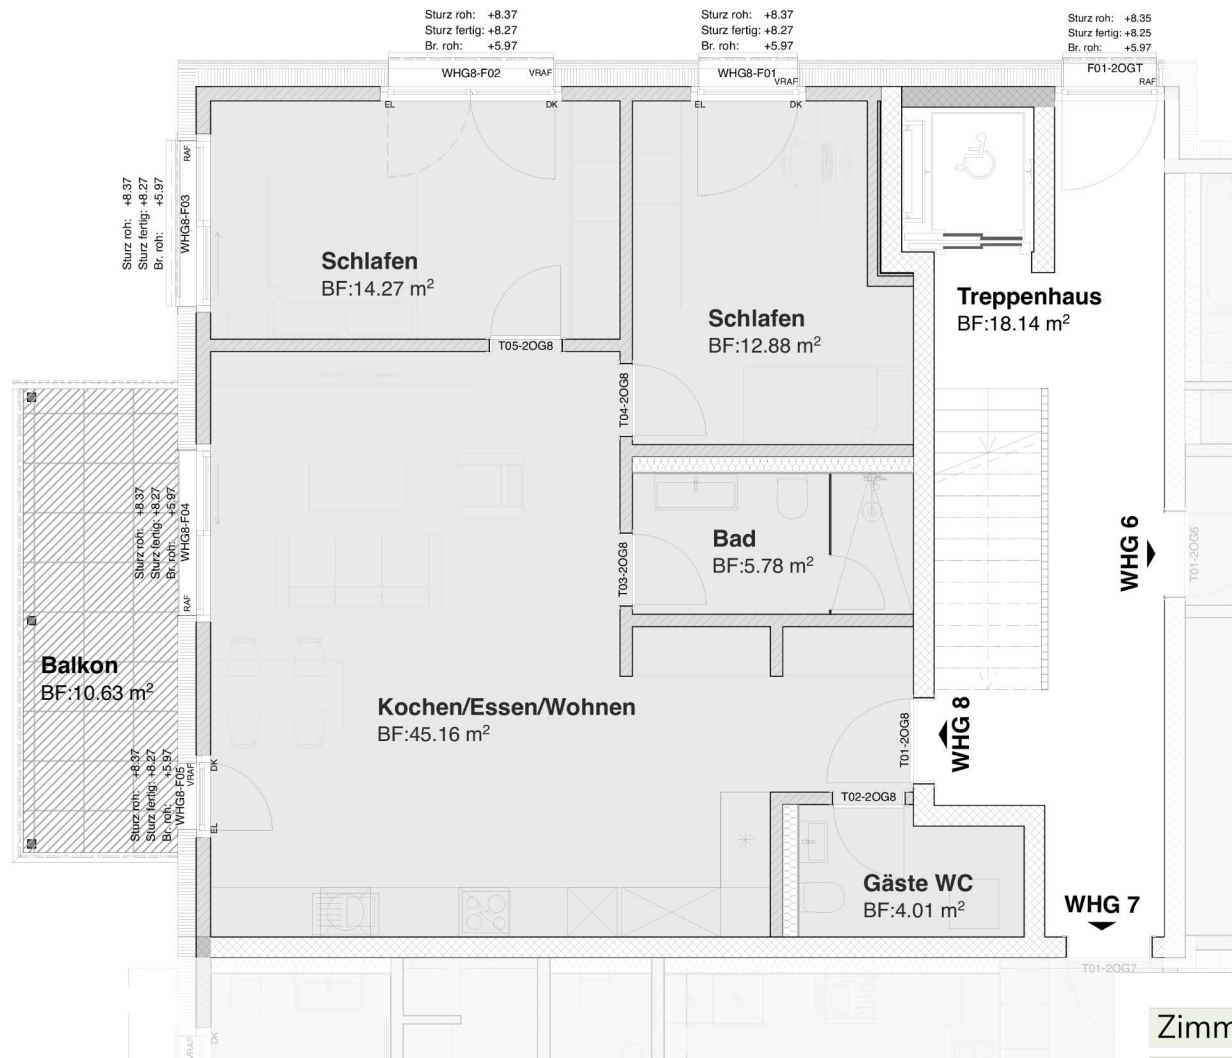 Sturz roh: +8.37
Sturz fertig: +8.27
Br. roh: +5.97
Sturz roh: +8.37
Sturz fertig: +8.27
Br. roh: +5.97
Sturz roh: +8.35
Sturz fertig: +8.25
Br. roh: +5.97
WHG8-F02
VRAF
WHG8-F01
VRAF
F01-2OGT
RAF
EL
DK
EL
DK
RAF
WHG8-F03
Sturz roh: +8.37
Sturz fertig: +8.27
Br. roh: +5.97
Schlafen
BF:14.27 m²
Schlafen
BF:12.88 m²
Treppenhaus
BF:18.14 m²
T05-2OG8
T04-2OG8
Sturz roh: +8.37
Sturz fertig: +8.27
Br. roh: +5.97
WHG8-F04
RAF
T03-2OG8
Bad
BF:5.78 m²
WHG 6
T01-2OG6
Balkon
BF:10.63 m²
Kochen/Essen/Wohnen
BF:45.16 m²
T01-2OG8
WHG 8
Sturz roh: +8.37
Sturz fertig: +8.27
Br. roh: +5.97
VRAF
WHG8-F05
DK
EL
T02-2OG8
Gäste WC
BF:4.01 m²
WHG 7
T01-2OG7
Zimm
VRAF
DK